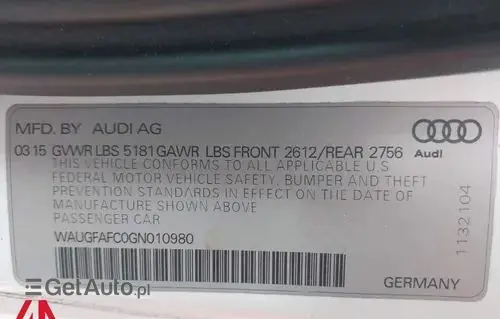 MFD. BY AUDI AG
0315 GVWR LBS 5181 GAWR LBS FRONT 2612/REAR 2756
Audi
THIS VEHICLE CONFORMS TO ALL APPLICABLE U.S
FEDERAL MOTOR VEHICLE SAFETY, BUMPER AND THEFT
PREVENTION STANDARDS IN EFFECT ON THE DATE OF
MANUFACTURE SHOWN ABOVE
PASSENGER CAR
WAUGFAFC0GN010980
1132104
GERMANY
GetAuto.pl